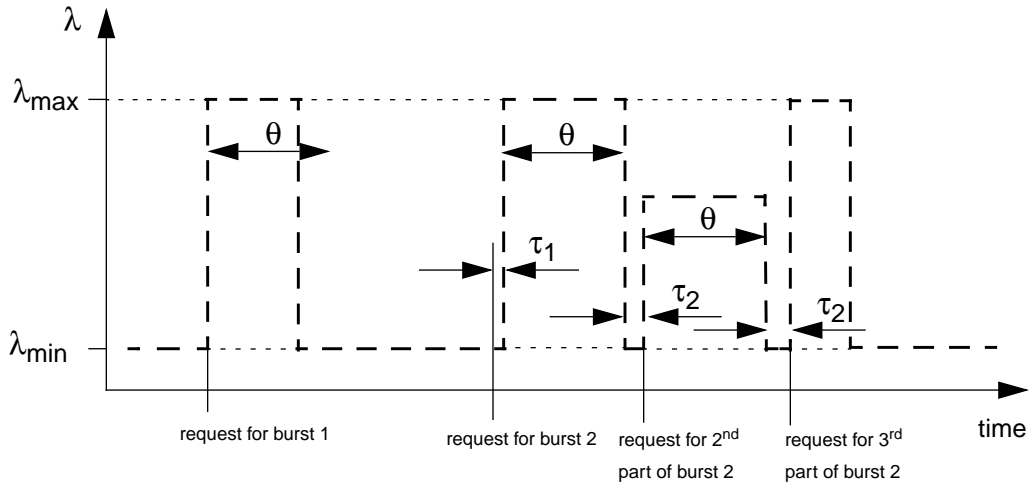 λ
λmax
θ
θ
θ
τ1
τ2
τ2
λmin
request for burst 1
request for burst 2
request for 2nd
part of burst 2
request for 3rd
part of burst 2
time